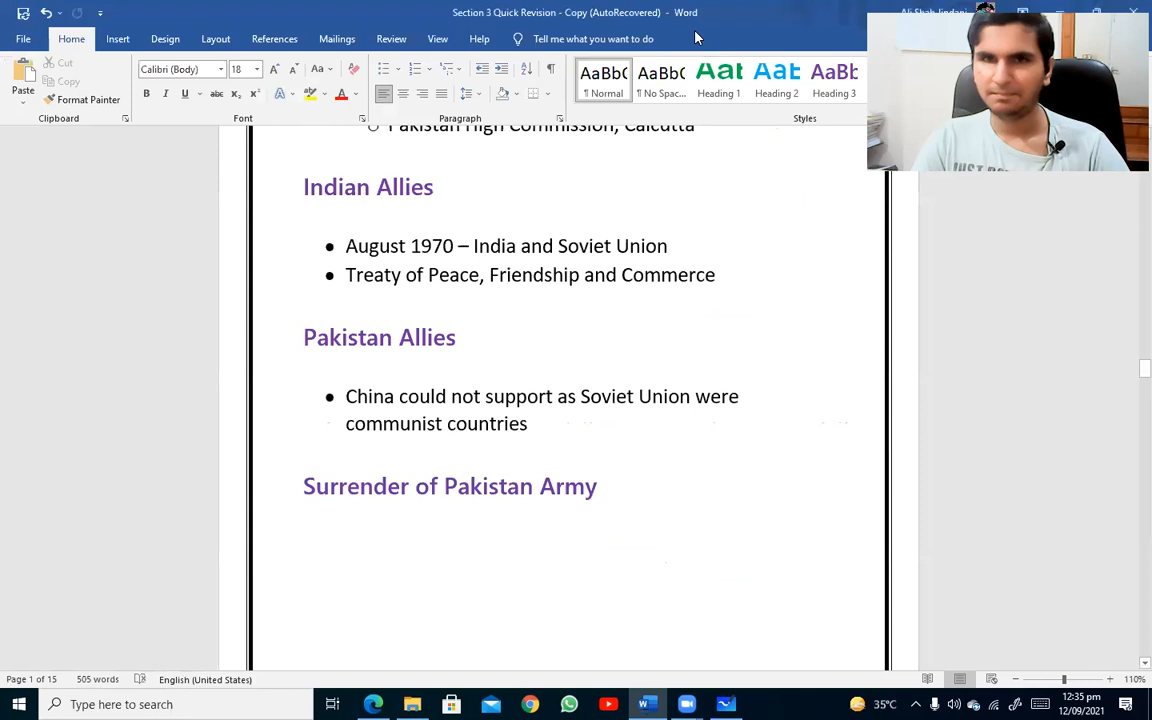 Section 3 Quick Revision - Copy (AutoRecovered) - Word
Ali Shah Jindani
File Home Insert Design Layout References Mailings Review View Help Tell me what you want to do
Paste
Cut
Copy
Format Painter
Calibri (Body) 18
AaBbC AaBbC AaB AaB AaBb
¶ Normal ¶ No Spac... Heading 1 Heading 2 Heading 3
Clipboard Font Paragraph Styles
Pakistan High Commission, Calcutta
Indian Allies
August 1970 – India and Soviet Union
Treaty of Peace, Friendship and Commerce
Pakistan Allies
China could not support as Soviet Union were
communist countries
Surrender of Pakistan Army
Page 1 of 15 505 words English (United States) 110%
Type here to search
35°C
12:35 pm
12/09/2021